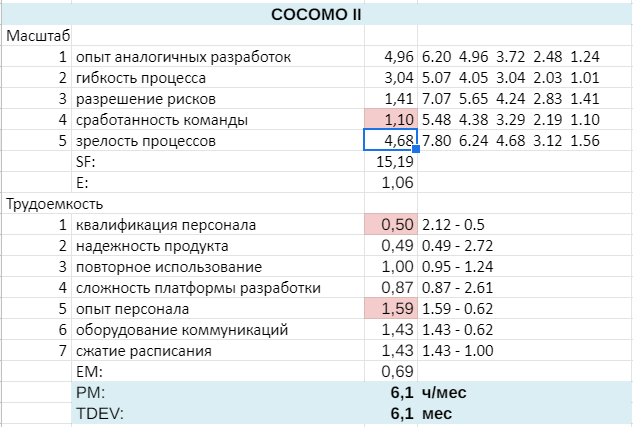 COCOMO II
Масштаб
1 опыт аналогичных разработок 4,96 6.20 4.96 3.72 2.48 1.24
2 гибкость процесса 3,04 5.07 4.05 3.04 2.03 1.01
3 разрешение рисков 1,41 7.07 5.65 4.24 2.83 1.41
4 сработанность команды 1,10 5.48 4.38 3.29 2.19 1.10
5 зрелость процессов 4,68 7.80 6.24 4.68 3.12 1.56
SF: 15,19
E: 1,06
Трудоемкость
1 квалификация персонала 0,50 2.12 - 0.5
2 надежность продукта 0,49 0.49 - 2.72
3 повторное использование 1,00 0.95 - 1.24
4 сложность платформы разработки 0,87 0.87 - 2.61
5 опыт персонала 1,59 1.59 - 0.62
6 оборудование коммуникаций 1,43 1.43 - 0.62
7 сжатие расписания 1,43 1.43 - 1.00
EM: 0,69
PM: 6,1 ч/мес
TDEV: 6,1 мес